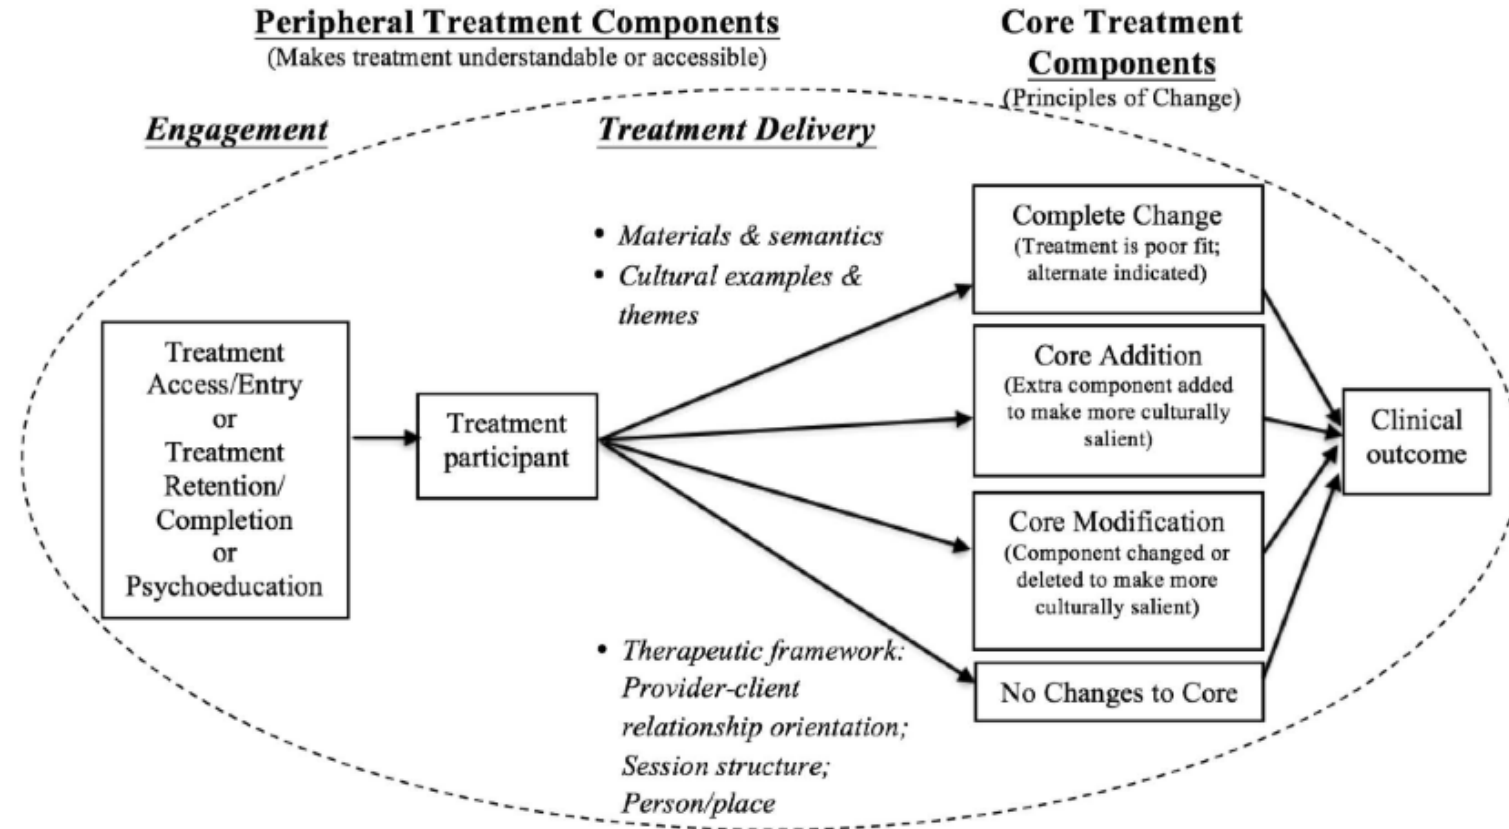 Peripheral Treatment Components
(Makes treatment understandable or accessible)
Core Treatment
Components
(Principles of Change)
Engagement
Treatment Delivery
• Materials & semantics
• Cultural examples &
themes
Treatment
Access/Entry
or
Treatment
Retention/
Completion
or
Psychoeducation
Treatment
participant
• Therapeutic framework:
Provider-client
relationship orientation;
Session structure;
Person/place
Complete Change
(Treatment is poor fit;
alternate indicated)
Core Addition
(Extra component added
to make more culturally
salient)
Core Modification
(Component changed or
deleted to make more
culturally salient)
No Changes to Core
Clinical
outcome